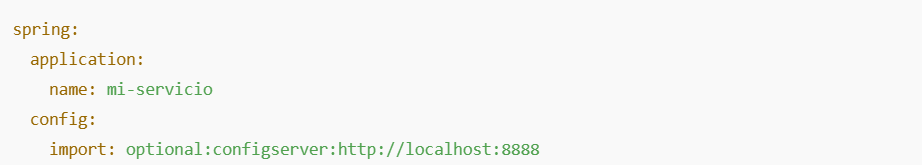 spring:
  application:
    name: mi-servicio
  config:
    import: optional:configserver:http://localhost:8888